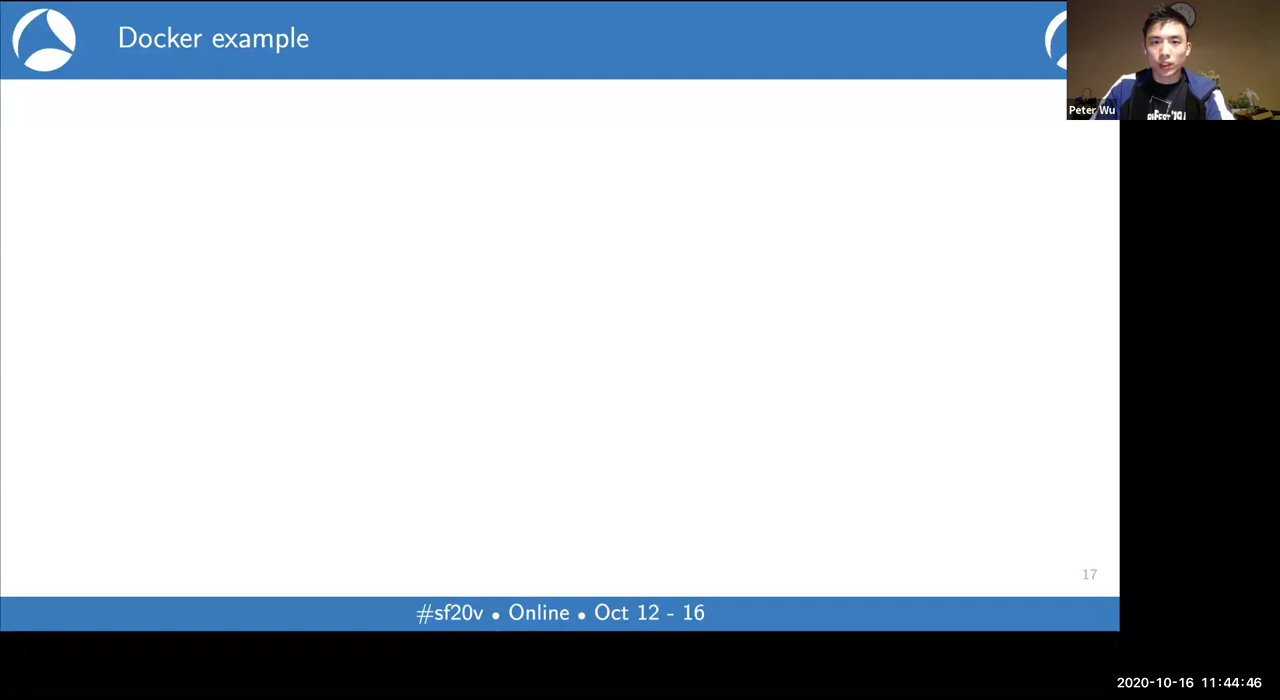 Docker example
Peter Wu
17
#sf20v • Online • Oct 12 - 16
2020-10-16 11:44:46